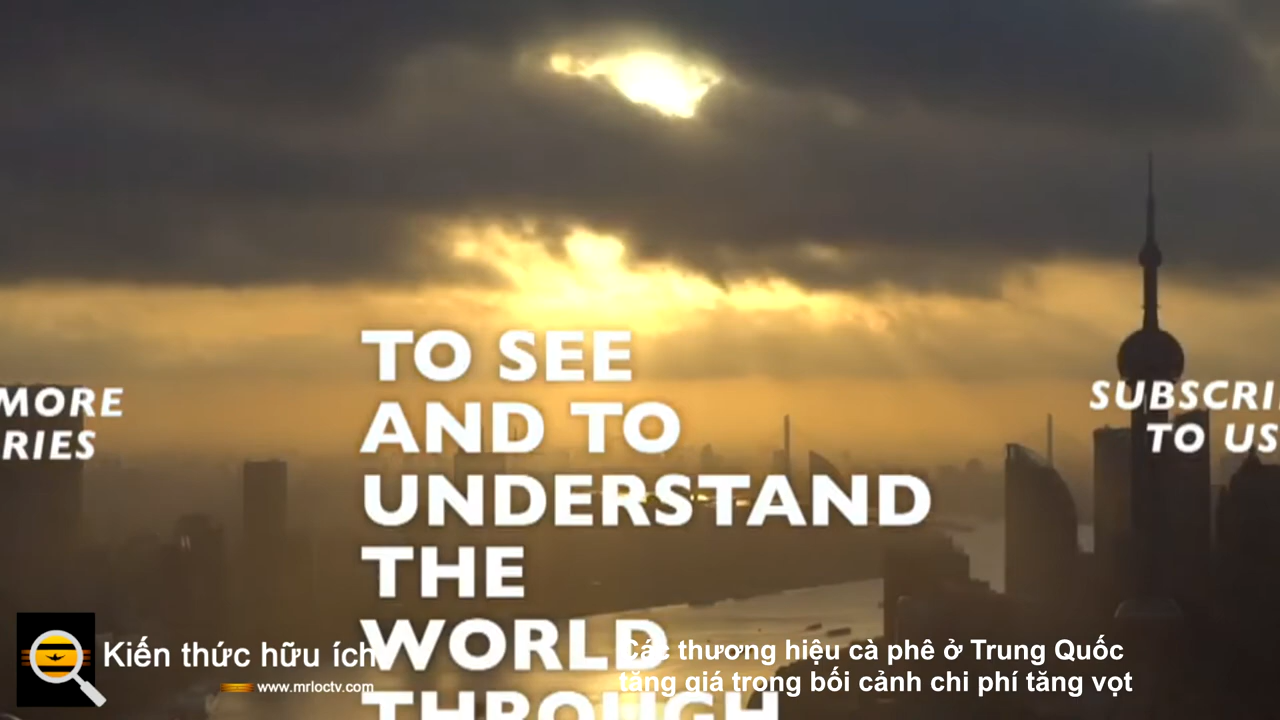 TO SEE
AND TO
UNDERSTAND
THE
WORLD
THROUGH
MORE
RIES
SUBSCRI
TO US
Kiến thức hữu ích
www.mrloctv.com
Các thương hiệu cà phê ở Trung Quốc
tăng giá trong bối cảnh chi phí tăng vọt